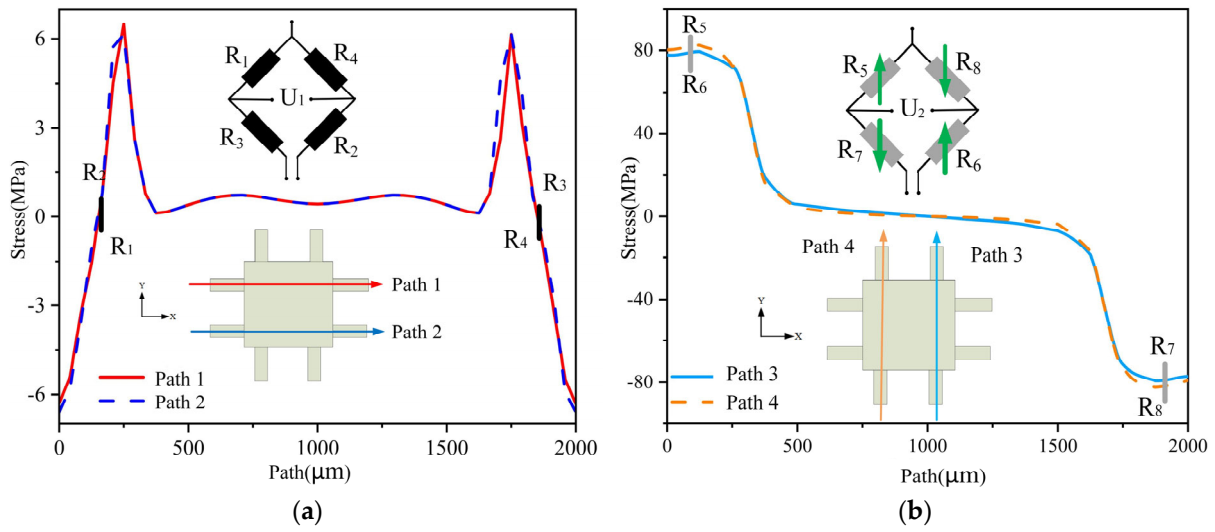 6
3
0
-3
-6
Stress(MPa)
0
500
1000
1500
2000
Path(μm)
R1
R4
U1
R3
R2
R2
R1
R3
R4
Y
X
Path 1
Path 2
Path 1
Path 2
(a)
80
40
0
-40
-80
Stress(MPa)
0
500
1000
1500
2000
Path(μm)
R5
R6
R5
R8
U2
R7
R6
Path 4
Path 3
Y
X
R7
R8
Path 3
Path 4
(b)